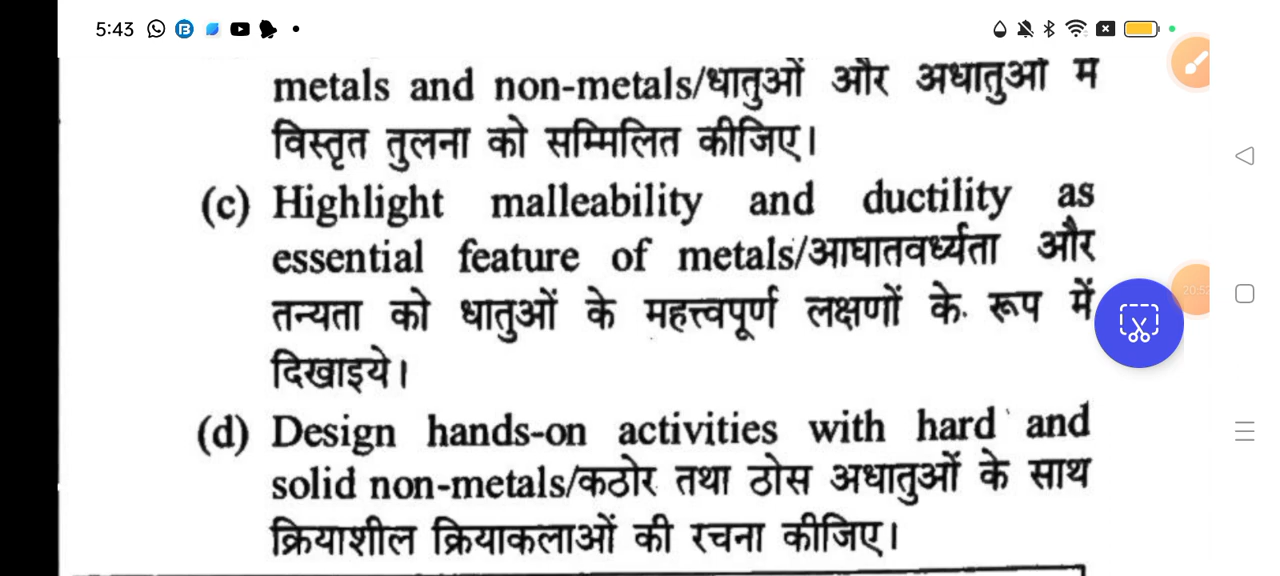 5:43
metals and non-metals/धातुओं और अधातुओं म
विस्तृत तुलना को सम्मिलित कीजिए।
(c) Highlight malleability and ductility as
essential feature of metals/आघातवर्ध्यता और
तन्यता को धातुओं के महत्त्वपूर्ण लक्षणों के रूप में
दिखाइये।
(d) Design hands-on activities with hard and
solid non-metals/कठोर तथा ठोस अधातुओं के साथ
क्रियाशील क्रियाकलाओं की रचना कीजिए।